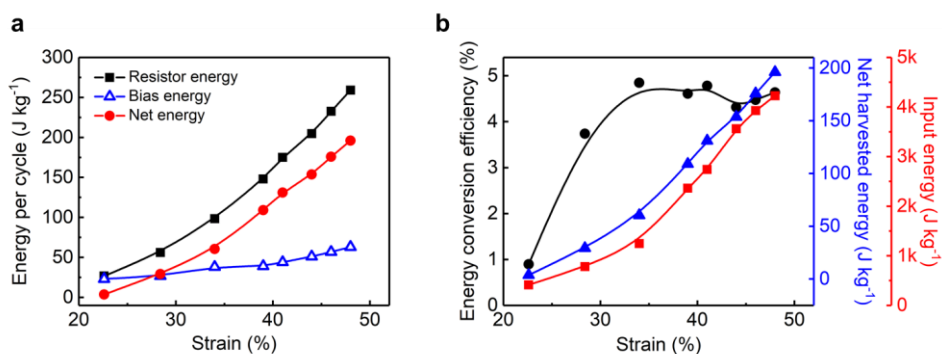 a
300
250
200
150
100
50
0
Energy per cycle (J kg⁻¹)
Resistor energy
Bias energy
Net energy
20
30
40
50
Strain (%)
b
5
4
3
2
1
0
Energy conversion efficiency (%)
20
30
40
50
Strain (%)
200
150
100
50
0
Net harvested energy (J kg⁻¹)
5k
4k
3k
2k
1k
0
Input energy (J kg⁻¹)